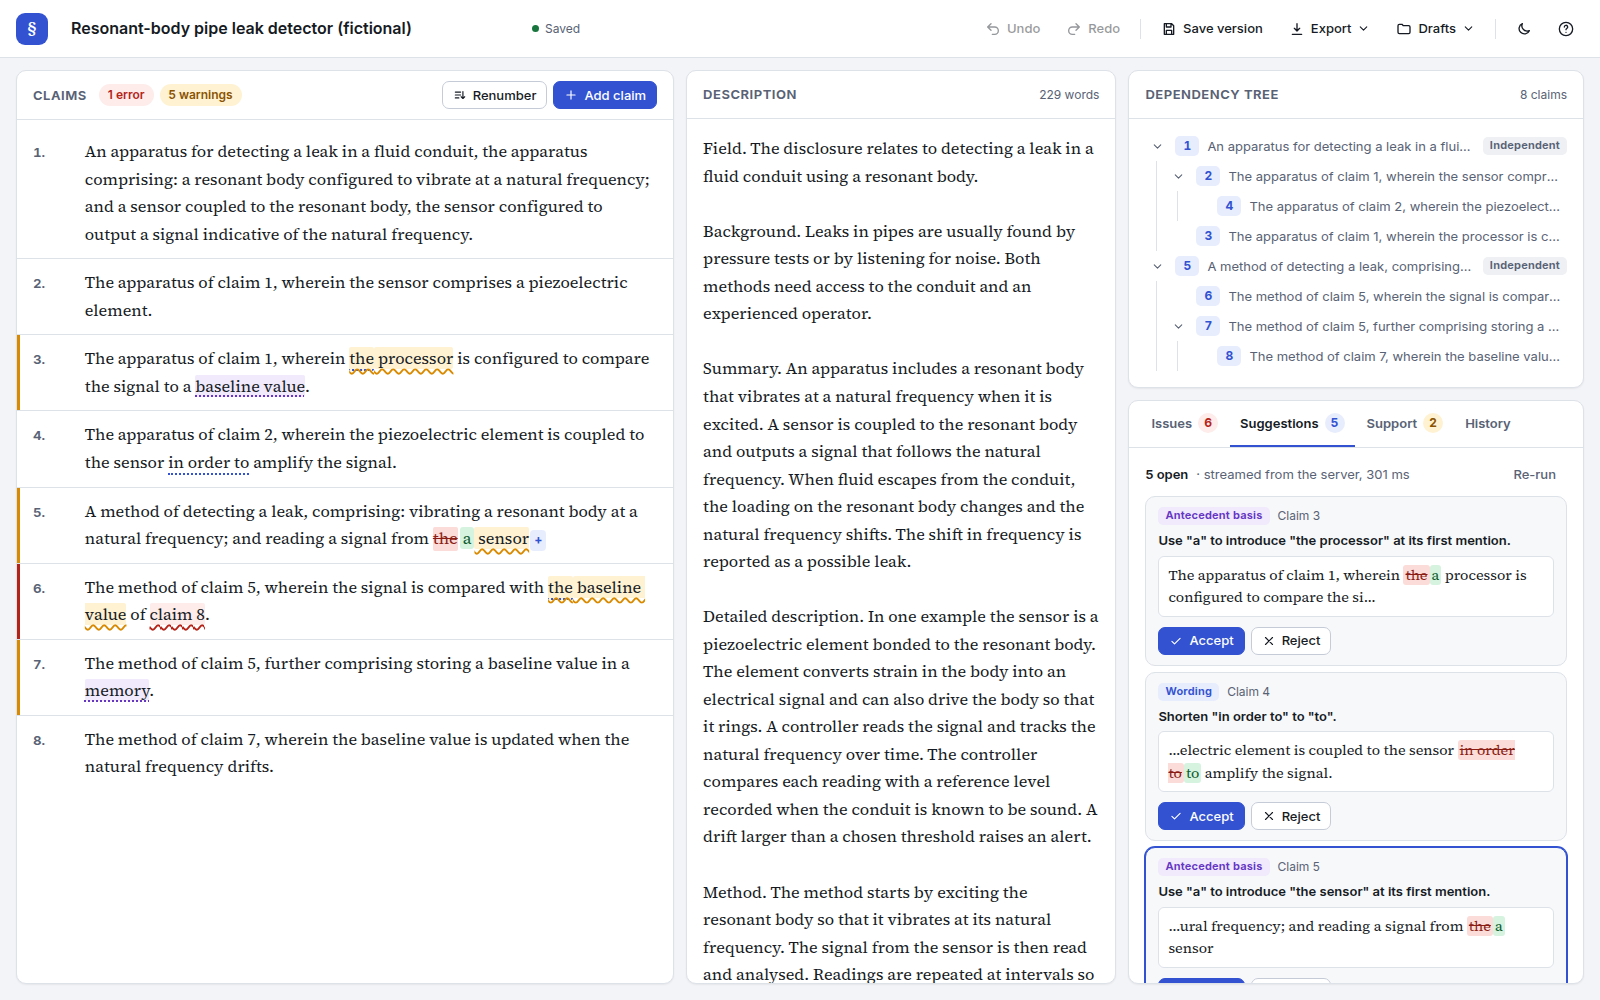 § Resonant-body pipe leak detector (fictional) Saved Undo Redo Save version Export Drafts
CLAIMS 1 error 5 warnings Renumber Add claim
1. An apparatus for detecting a leak in a fluid conduit, the apparatus
comprising: a resonant body configured to vibrate at a natural frequency;
and a sensor coupled to the resonant body, the sensor configured to
output a signal indicative of the natural frequency.
2. The apparatus of claim 1, wherein the sensor comprises a piezoelectric
element.
3. The apparatus of claim 1, wherein the processor is configured to compare
the signal to a baseline value.
4. The apparatus of claim 2, wherein the piezoelectric element is coupled to
the sensor in order to amplify the signal.
5. A method of detecting a leak, comprising: vibrating a resonant body at a
natural frequency; and reading a signal from the a sensor +
6. The method of claim 5, wherein the signal is compared with the baseline
value of claim 8.
7. The method of claim 5, further comprising storing a baseline value in a
memory.
8. The method of claim 7, wherein the baseline value is updated when the
natural frequency drifts.
DESCRIPTION 229 words
Field. The disclosure relates to detecting a leak in a
fluid conduit using a resonant body.
Background. Leaks in pipes are usually found by
pressure tests or by listening for noise. Both
methods need access to the conduit and an
experienced operator.
Summary. An apparatus includes a resonant body
that vibrates at a natural frequency when it is
excited. A sensor is coupled to the resonant body
and outputs a signal that follows the natural
frequency. When fluid escapes from the conduit,
the loading on the resonant body changes and the
natural frequency shifts. The shift in frequency is
reported as a possible leak.
Detailed description. In one example the sensor is a
piezoelectric element bonded to the resonant body.
The element converts strain in the body into an
electrical signal and can also drive the body so that
it rings. A controller reads the signal and tracks the
natural frequency over time. The controller
compares each reading with a reference level
recorded when the conduit is known to be sound. A
drift larger than a chosen threshold raises an alert.
Method. The method starts by exciting the
resonant body so that it vibrates at its natural
frequency. The signal from the sensor is then read
and analysed. Readings are repeated at intervals so
DEPENDENCY TREE 8 claims
1 An apparatus for detecting a leak in a flui... Independent
2 The apparatus of claim 1, wherein the sensor compr...
4 The apparatus of claim 2, wherein the piezoelect...
3 The apparatus of claim 1, wherein the processor is c...
5 A method of detecting a leak, comprising... Independent
6 The method of claim 5, wherein the signal is compar...
7 The method of claim 5, further comprising storing a ...
8 The method of claim 7, wherein the baseline valu...
Issues 6 Suggestions 5 Support 2 History
5 open · streamed from the server, 301 ms Re-run
Antecedent basis Claim 3
Use "a" to introduce "the processor" at its first mention.
The apparatus of claim 1, wherein the a processor is
configured to compare the si...
Accept Reject
Wording Claim 4
Shorten "in order to" to "to".
...electric element is coupled to the sensor in order
to to amplify the signal.
Accept Reject
Antecedent basis Claim 5
Use "a" to introduce "the sensor" at its first mention.
...ural frequency; and reading a signal from the a
sensor